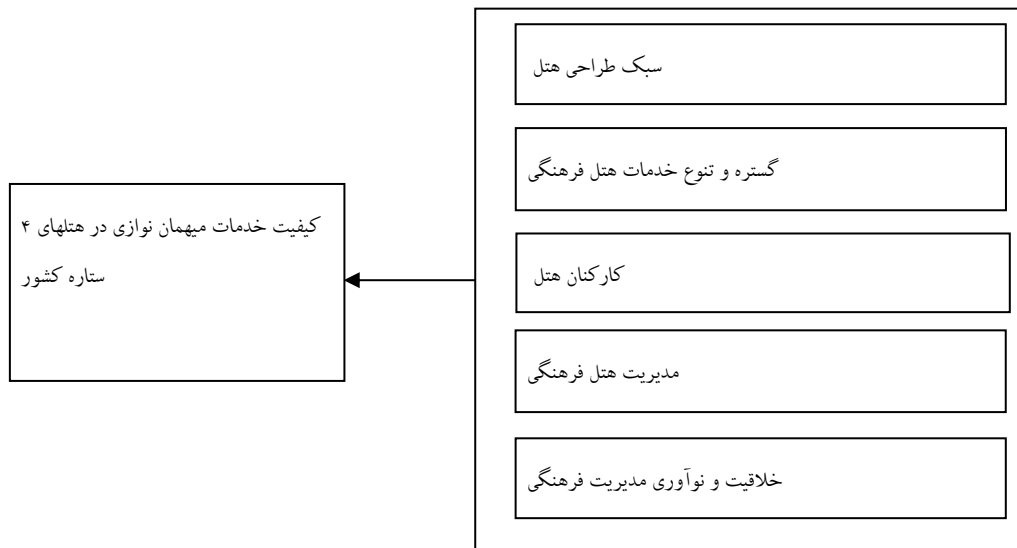 سبک طراحی هتل
گستره و تنوع خدمات هتل فرهنگی
کارکنان هتل
مدیریت هتل فرهنگی
خلاقیت و نوآوری مدیریت فرهنگی
کیفیت خدمات میهمان نوازی در هتلهای ۴
ستاره کشور